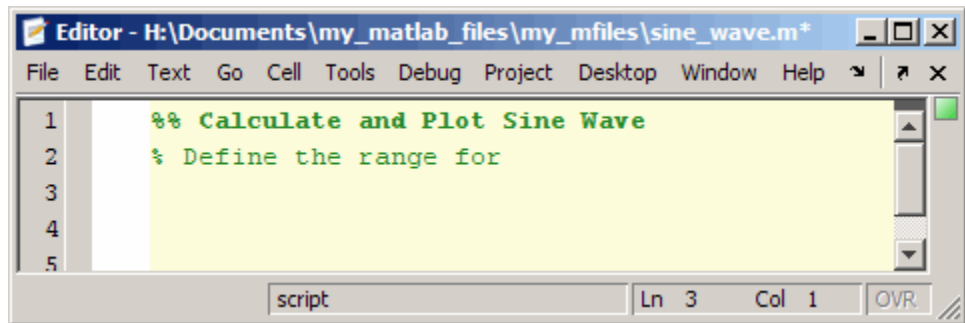 Editor - H:\Documents\my_matlab_files\my_mfiles\sine_wave.m*
File Edit Text Go Cell Tools Debug Project Desktop Window Help
1 %% Calculate and Plot Sine Wave
2 % Define the range for
3
4
5
script Ln 3 Col 1 OVR